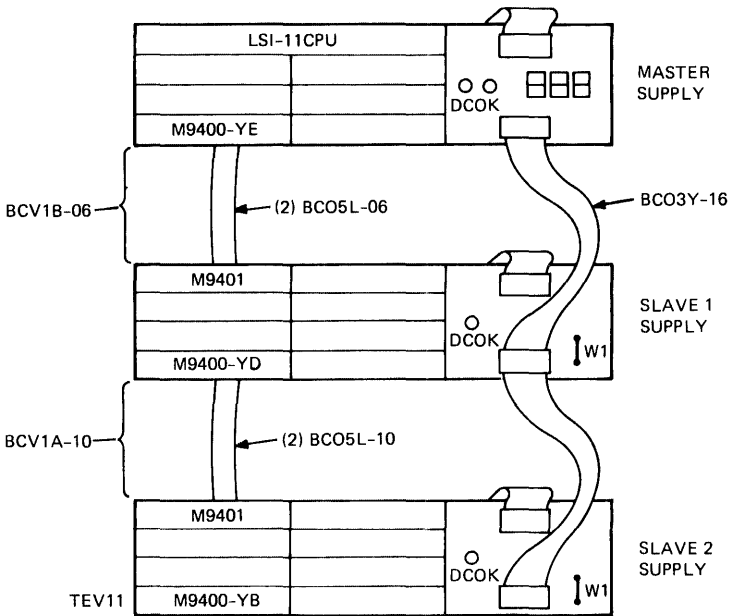 LSI-11CPU
DCOK
M9400-YE
MASTER
SUPPLY
BCV1B-06
(2) BC05L-06
BC03Y-16
M9401
DCOK
W1
M9400-YD
SLAVE 1
SUPPLY
BCV1A-10
(2) BC05L-10
M9401
DCOK
W1
TEV11
M9400-YB
SLAVE 2
SUPPLY